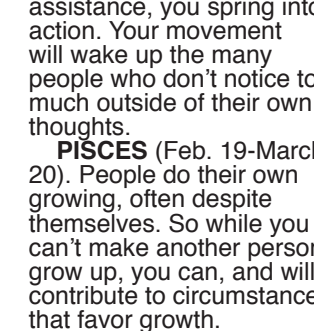 assistance, you spring into
action. Your movement
will wake up the many
people who don't notice to
much outside of their own
thoughts.
PISCES (Feb. 19-March
20). People do their own
growing, often despite
themselves. So while you
can't make another person
grow up, you can, and will
contribute to circumstance
that favor growth.